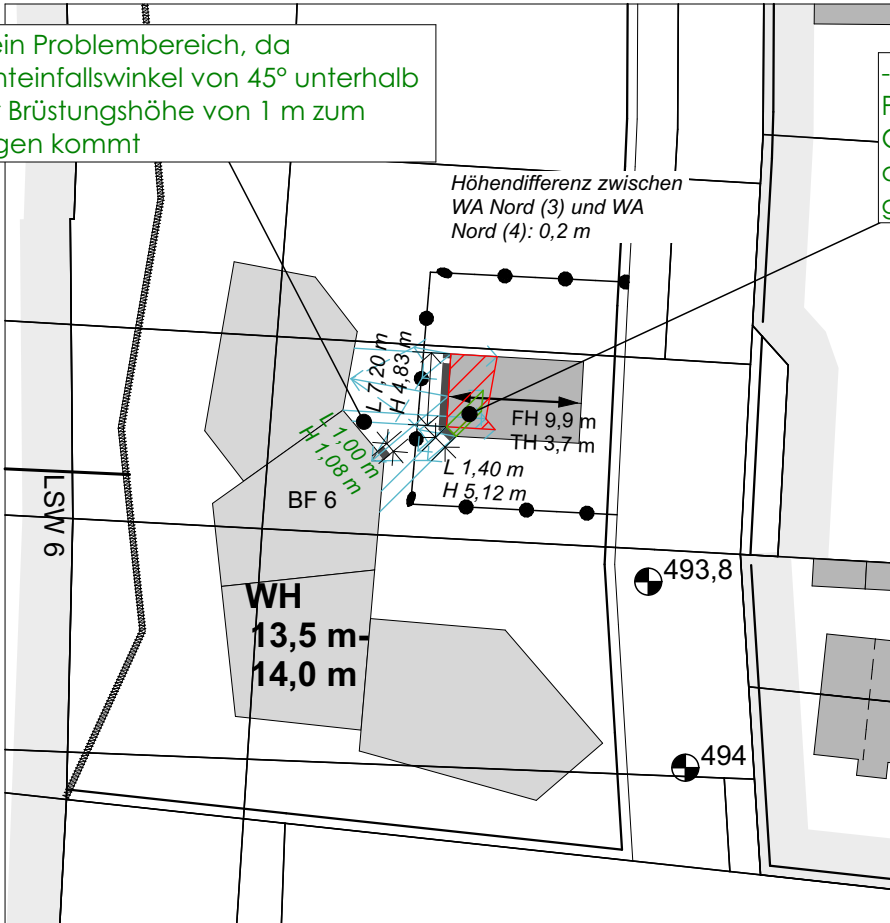 ein Problembereich, da
nteinfallswinkel von 45° unterhalb
Brüstungshöhe von 1 m zum
gen kommt
Höhendifferenz zwischen
WA Nord (3) und WA
Nord (4): 0,2 m
L 7,20 m
H 4,83 m
L 1,00 m
H 1,08 m
FH 9,9 m
TH 3,7 m
L 1,40 m
H 5,12 m
BF 6
LSW 6
WH
13,5 m-
14,0 m
493,8
494